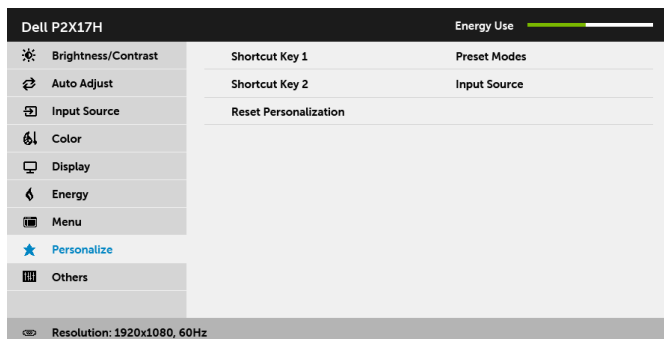 Dell P2X17H Energy Use
Brightness/Contrast Shortcut Key 1 Preset Modes
Auto Adjust Shortcut Key 2 Input Source
Input Source Reset Personalization
Color
Display
Energy
Menu
Personalize
Others
Resolution: 1920x1080, 60Hz